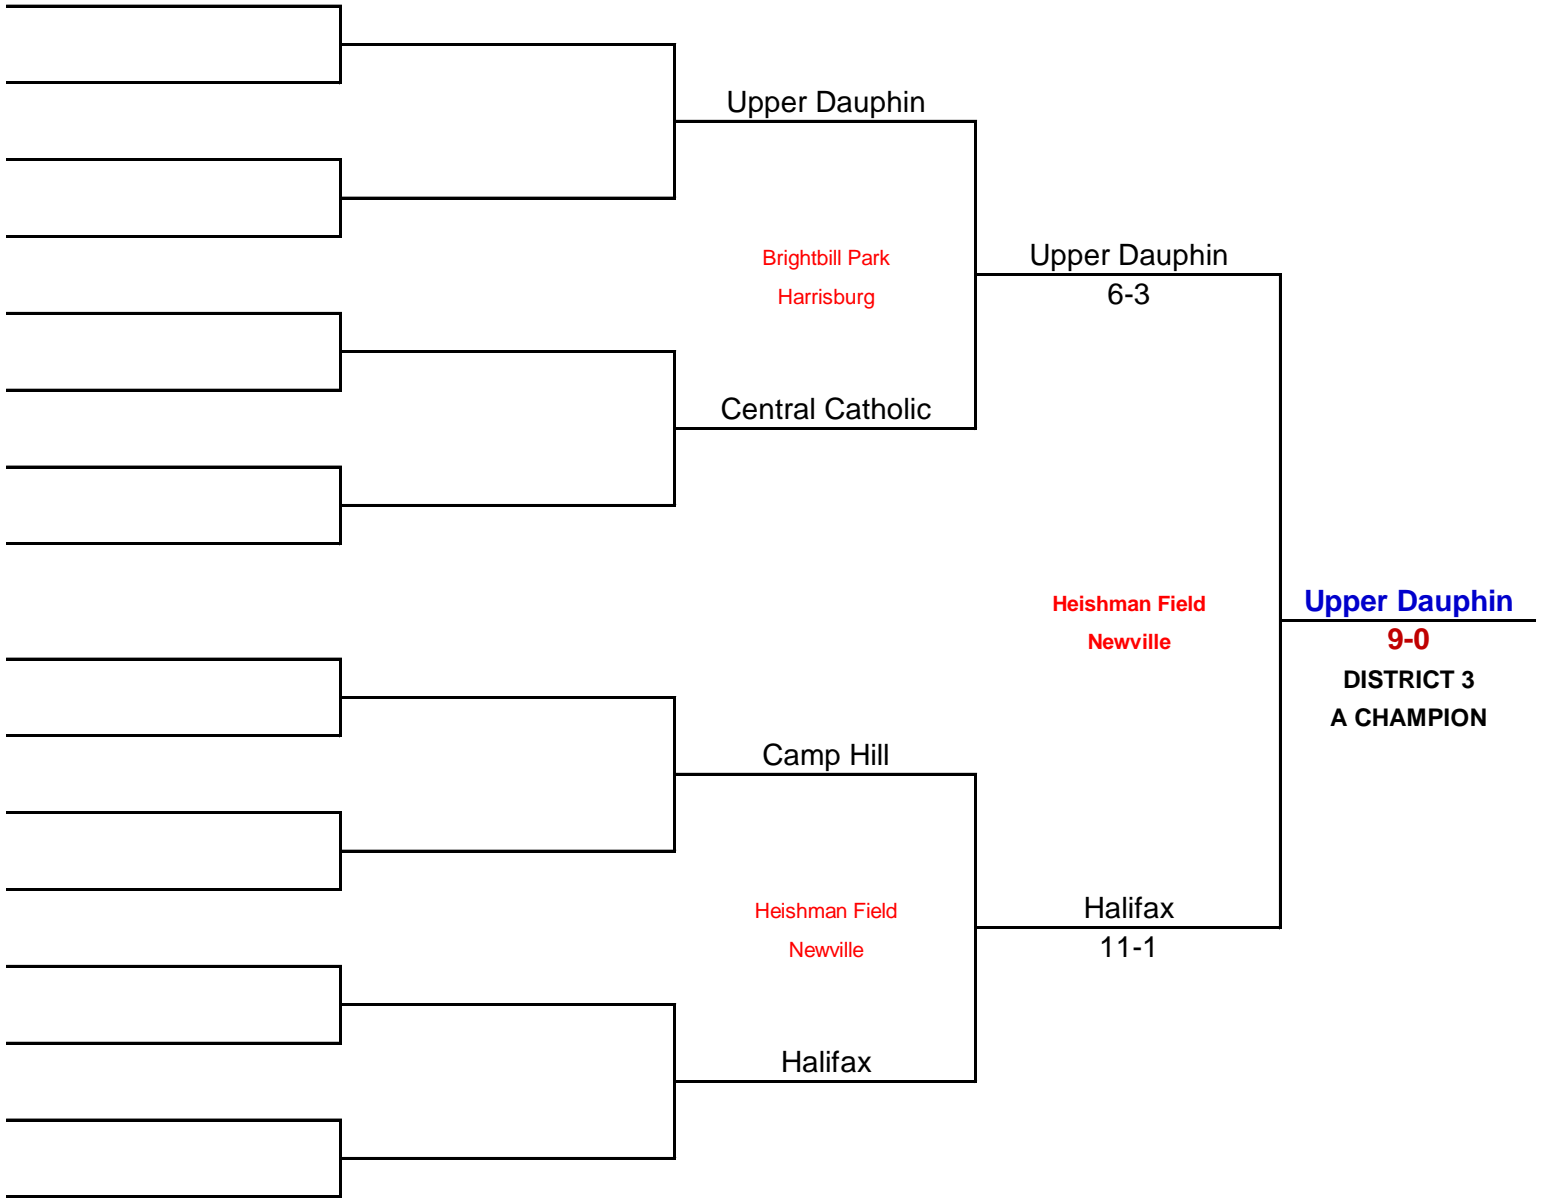 Upper Dauphin
Brightbill Park
Harrisburg
Upper Dauphin
6-3
Central Catholic
Heishman Field
Newville
Upper Dauphin
9-0
DISTRICT 3
A CHAMPION
Camp Hill
Heishman Field
Newville
Halifax
11-1
Halifax